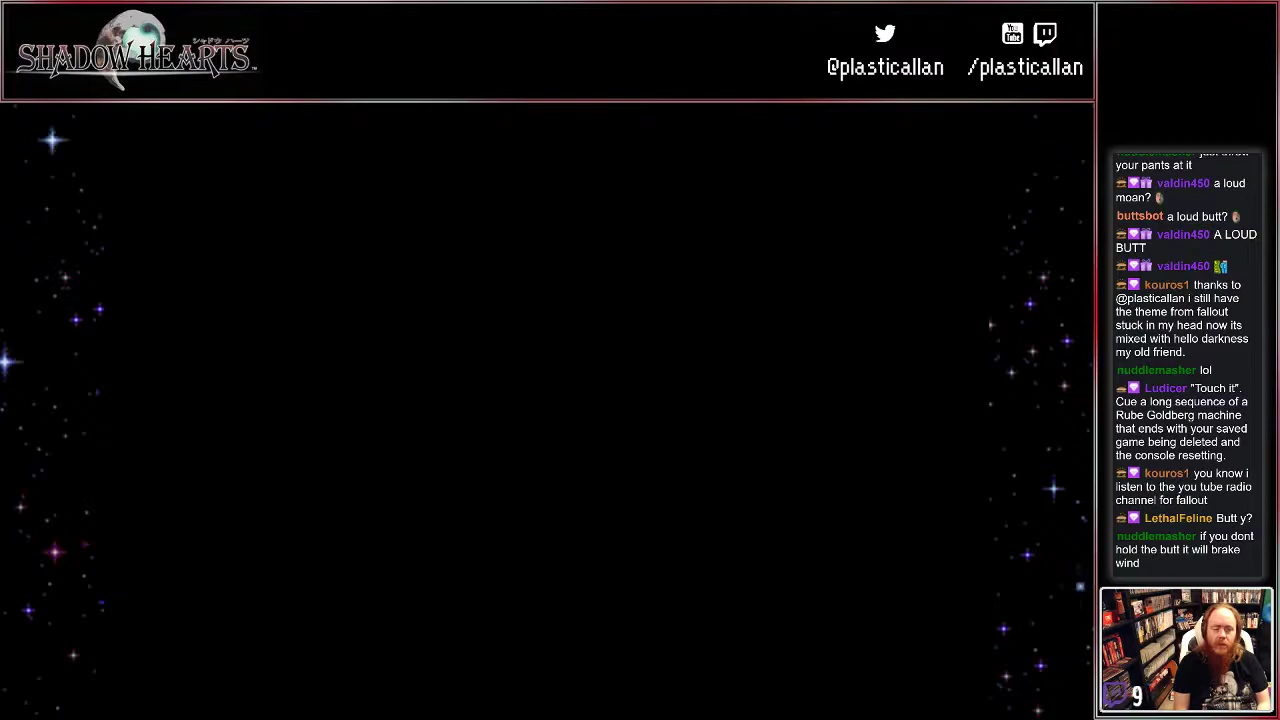 SHADOW HEARTS
シャドウ ハーツ
™
@plasticallan
You
Tube
/plasticallan
your pants at it
valdin450 a loud
moan?
buttsbot a loud butt?
valdin450 A LOUD
BUTT
valdin450
kouros1 thanks to
@plasticallan i still have
the theme from fallout
stuck in my head now its
mixed with hello darkness
my old friend.
nuddlemasher lol
Ludicer "Touch it".
Cue a long sequence of a
Rube Goldberg machine
that ends with your saved
game being deleted and
the console resetting.
kouros1 you know i
listen to the you tube radio
channel for fallout
LethalFeline Butt y?
nuddlemasher if you dont
hold the butt it will brake
wind
9